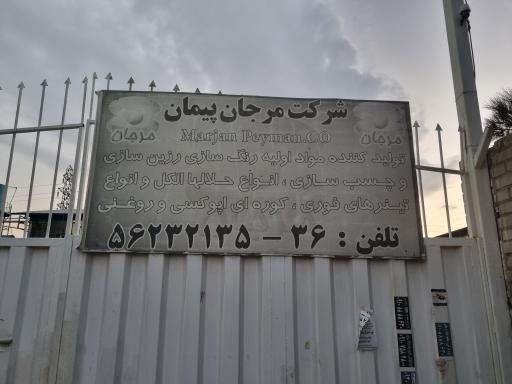 شرکت مرجان پیمان
Marjan Peyman.CO
مرجان
مرجان
تولید کننده مواد اولیه رنگ سازی رزین سازی
و چسب سازی ، انواع حلالها الکل و انواع
تینرهای فوری ، کوره ای اپوکسی و روغنی
تلفن : ۳۶ - ۵۶۲۳۲۱۳۵